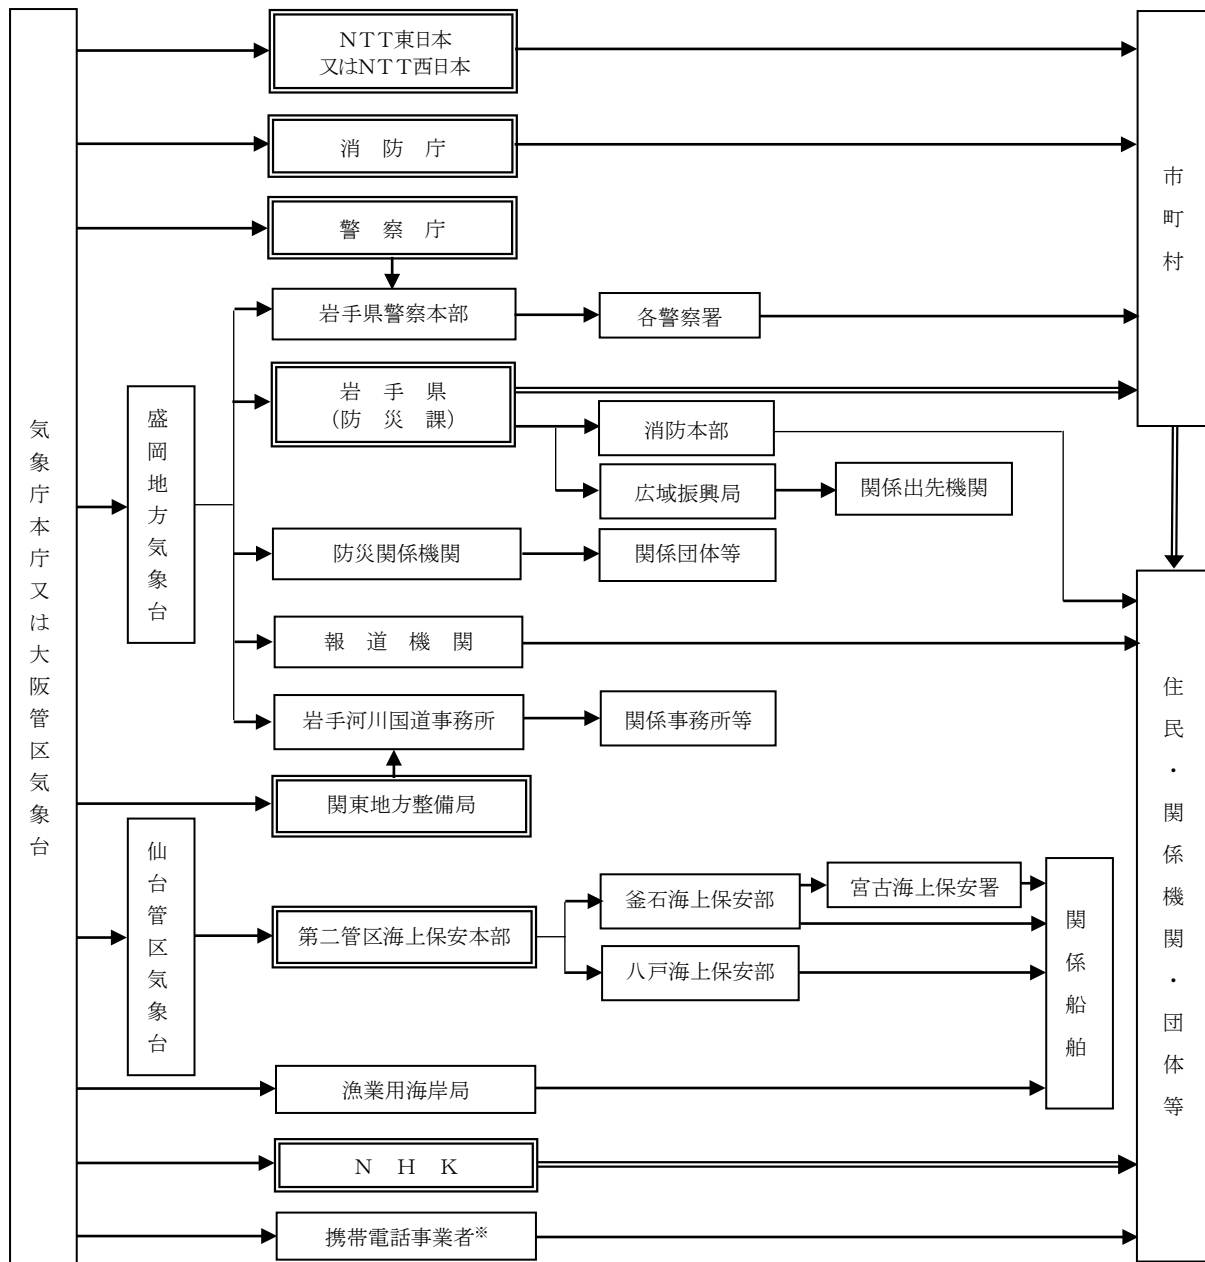 気象庁本庁又は大阪管区気象台
ＮＴＴ東日本
又はＮＴＴ西日本
消　防　庁
警　察　庁
市町村
岩手県警察本部
各警察署
盛岡地方気象台
岩　手　県
（防　災　課）
消防本部
広域振興局
関係出先機関
防災関係機関
関係団体等
報　道　機　関
岩手河川国道事務所
関係事務所等
関東地方整備局
住民・関係機関・団体等
仙台管区気象台
第二管区海上保安本部
釜石海上保安部
宮古海上保安署
八戸海上保安部
関係船舶
漁業用海岸局
Ｎ　Ｈ　Ｋ
携帯電話事業者※